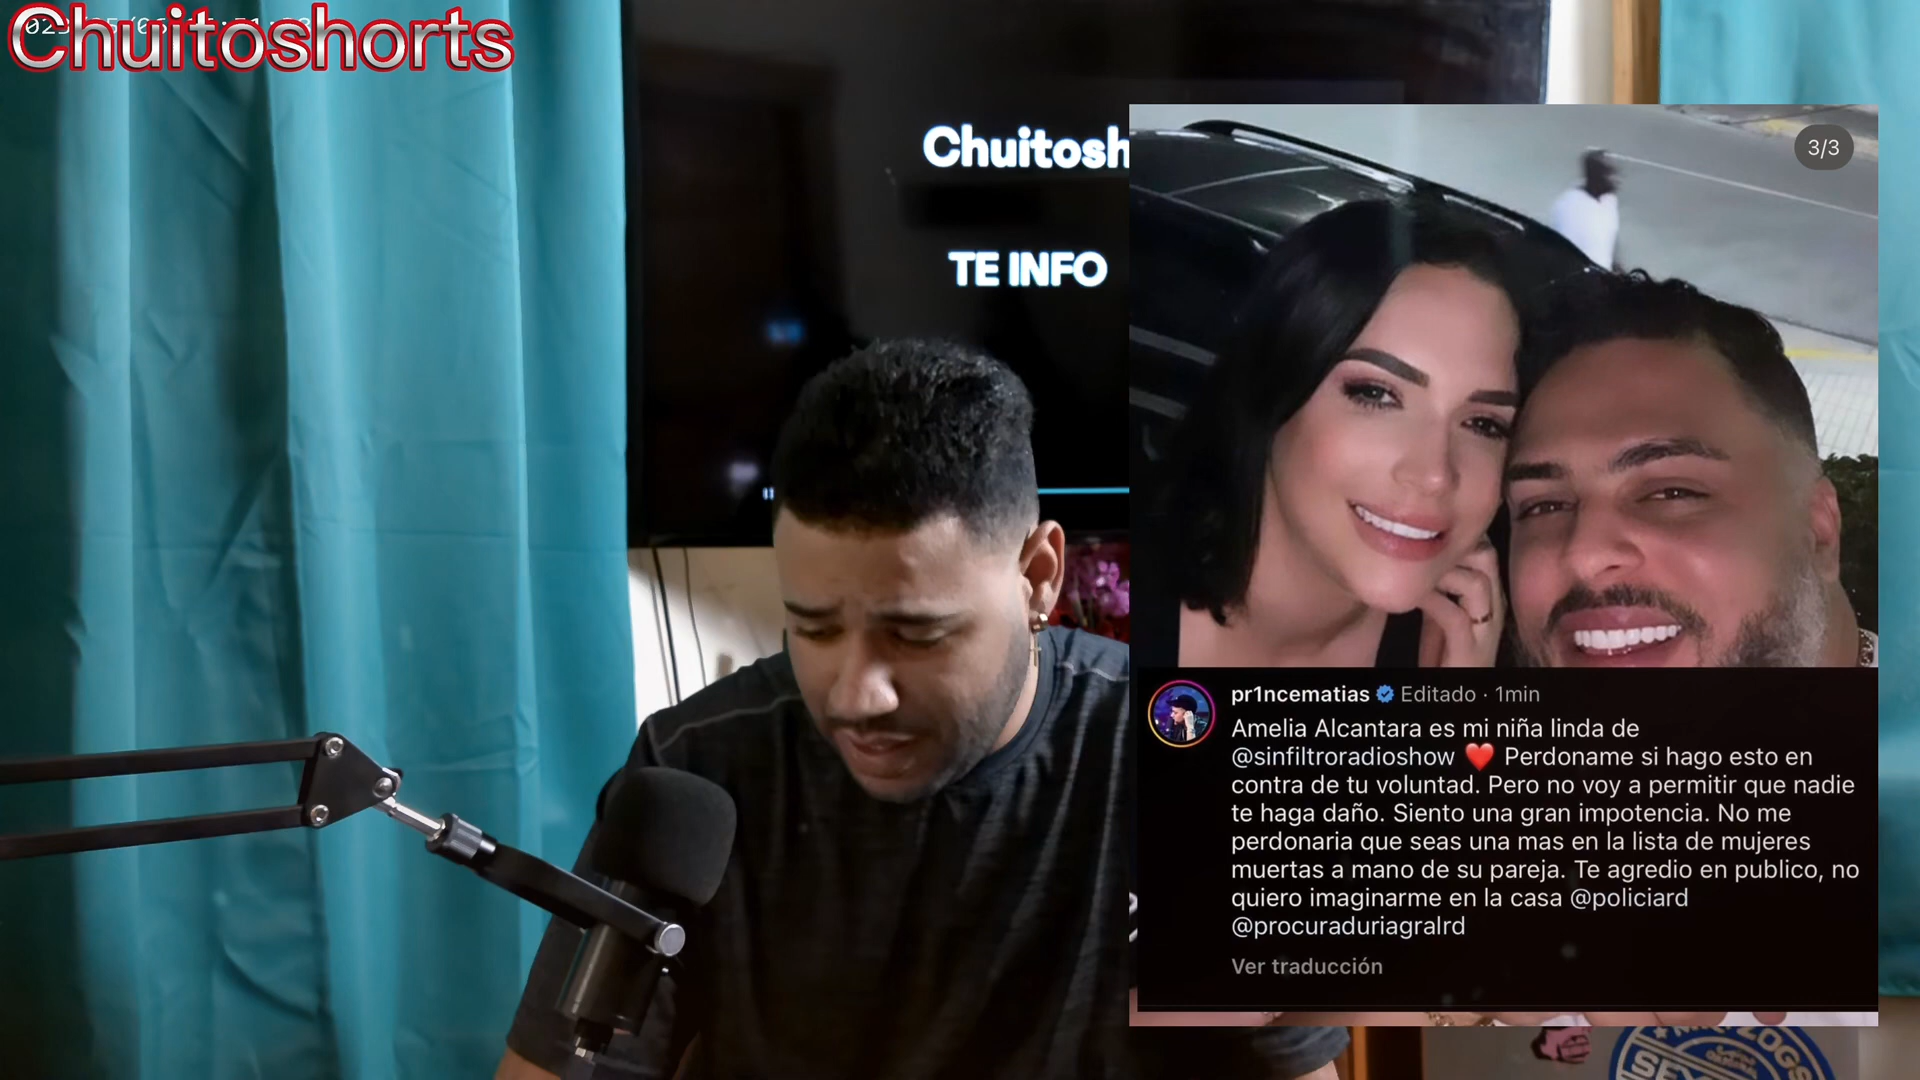 Chuitoshorts
Chuitosh
TE INFO
3/3
pr1ncematias Editado · 1min
Amelia Alcantara es mi niña linda de
@sinfiltroradioshow ❤️ Perdoname si hago esto en
contra de tu voluntad. Pero no voy a permitir que nadie
te haga daño. Siento una gran impotencia. No me
perdonaria que seas una mas en la lista de mujeres
muertas a mano de su pareja. Te agredio en publico, no
quiero imaginarme en la casa @policiard
@procuraduriagralrd
Ver traducción